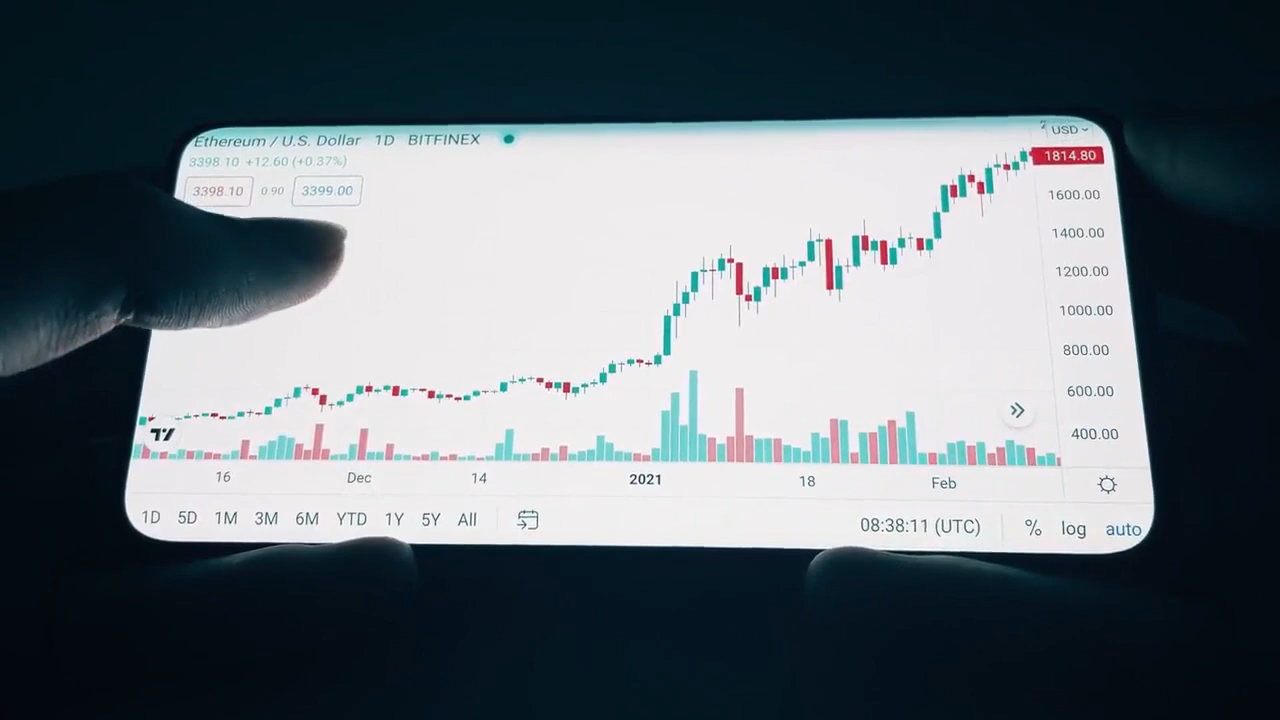 Ethereum / U.S. Dollar 1D BITFINEX
USD
3398.10 +12.60 (+0.37%)
1814.80
3398.10 0.90 3399.00
1600.00
1400.00
1200.00
1000.00
800.00
600.00
400.00
16 Dec 14 2021 18 Feb
1D 5D 1M 3M 6M YTD 1Y 5Y All 08:38:11 (UTC) % log auto